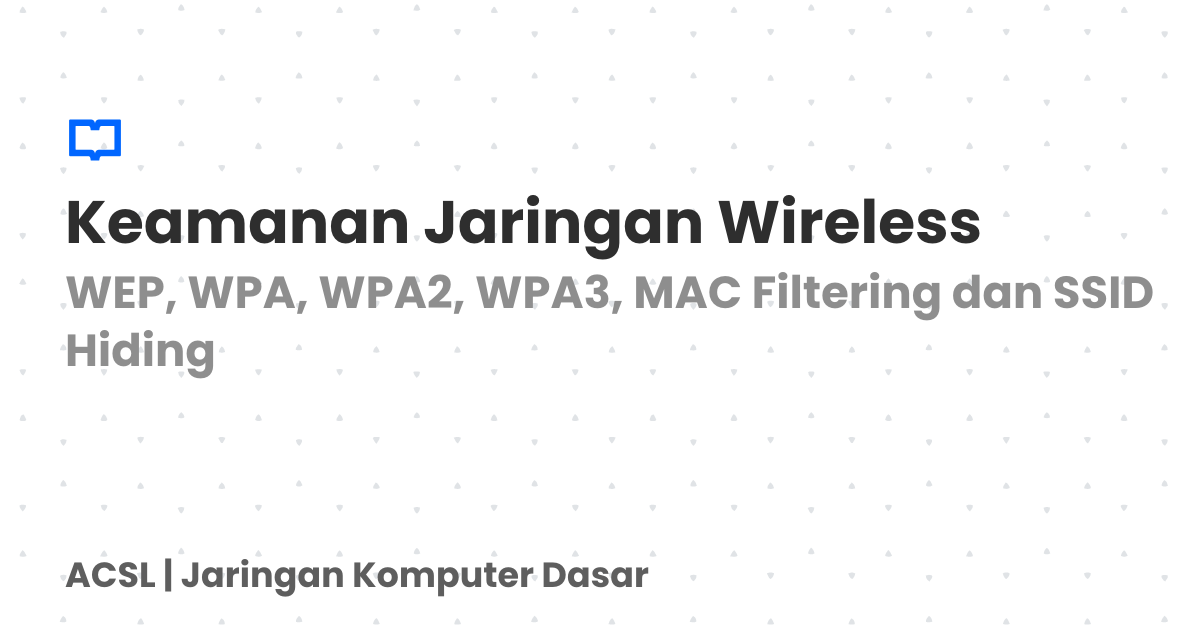 Keamanan Jaringan Wireless
WEP, WPA, WPA2, WPA3, MAC Filtering dan SSID
Hiding
ACSL | Jaringan Komputer Dasar